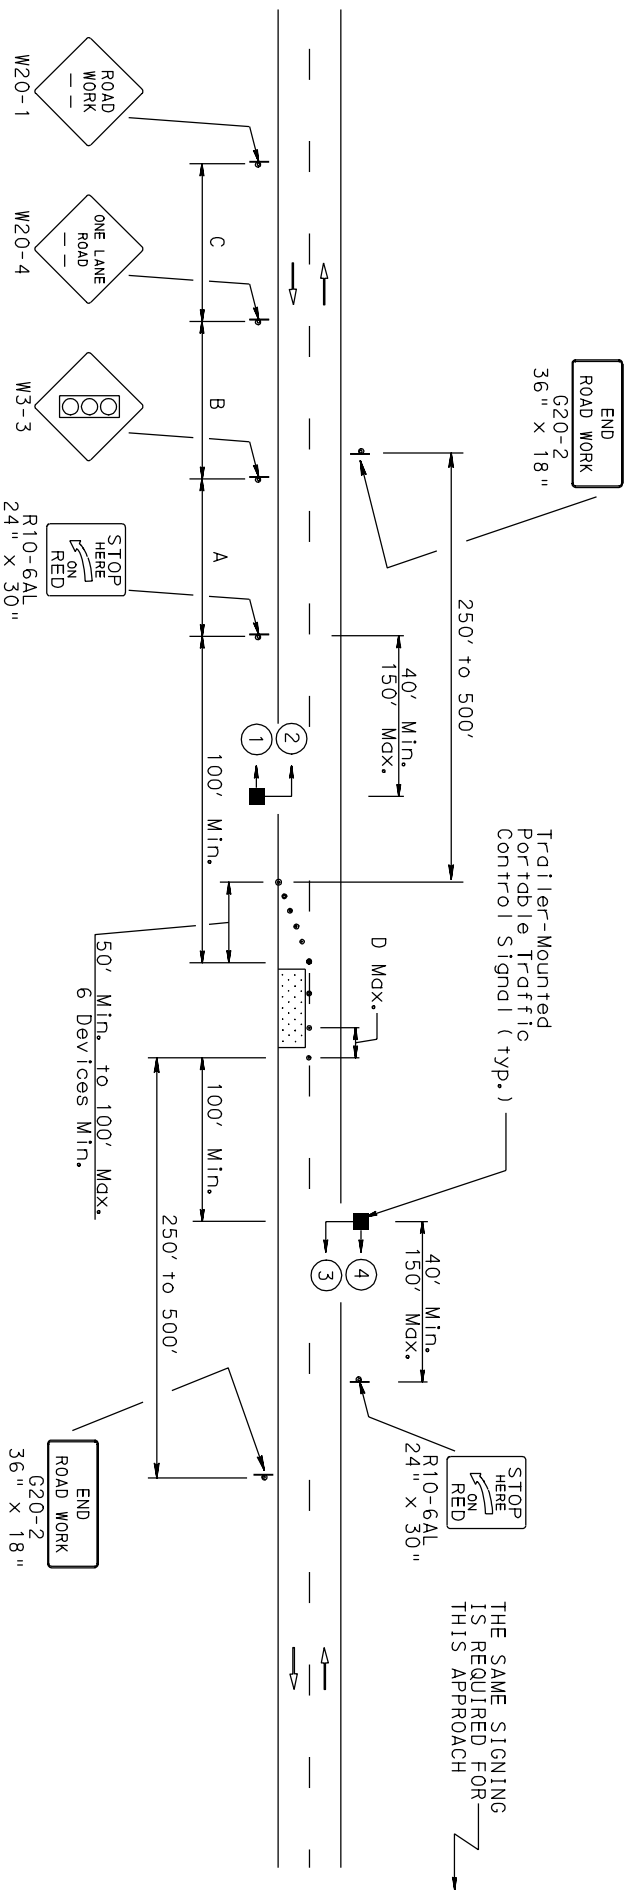 ROAD
WORK
W20-1
ONE LANE
ROAD
W20-4
W3-3
STOP
HERE
ON
RED
R10-6AL
24" x 30"
C
B
A
END
ROAD WORK
G20-2
36" x 18"
250' to 500'
40' Min.
150' Max.
1
2
100' Min.
50' Min. to 100' Max.
6 Devices Min.
D Max.
Trailer-Mounted
Portable Traffic
Control Signal (typ.)
100' Min.
250' to 500'
3
4
40' Min.
150' Max.
STOP
HERE
ON
RED
R10-6AL
24" x 30"
END
ROAD WORK
G20-2
36" x 18"
THE SAME SIGNING
IS REQUIRED FOR
THIS APPROACH